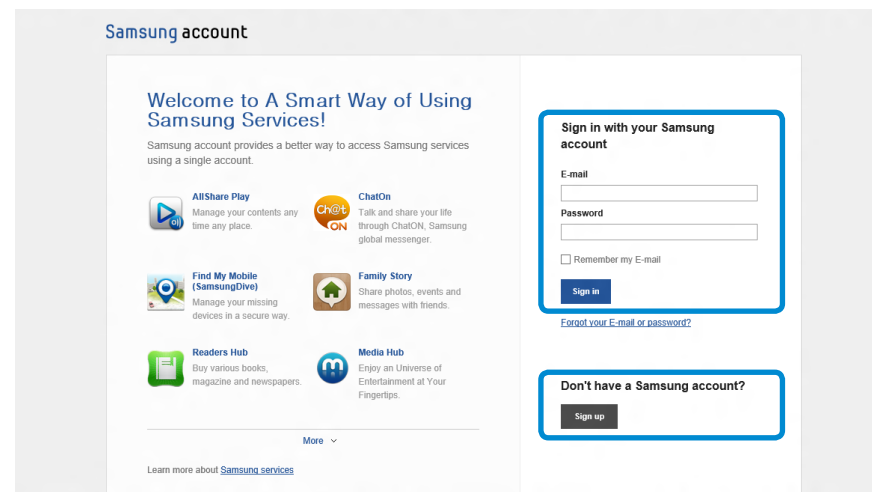 Samsung account
Welcome to A Smart Way of Using
Samsung Services!
Samsung account provides a better way to access Samsung services
using a single account.
AllShare Play
Manage your contents any
time any place.
Ch@t
ON
ChatOn
Talk and share your life
through ChatON, Samsung
global messenger.
Find My Mobile
(SamsungDive)
Manage your missing
devices in a secure way.
Family Story
Share photos, events and
messages with friends.
Readers Hub
Buy various books,
magazine and newspapers.
m
Media Hub
Enjoy an Universe of
Entertainment at Your
Fingertips.
More
Learn more about Samsung services
Sign in with your Samsung
account
E-mail
Password
Remember my E-mail
Sign in
Forgot your E-mail or password?
Don't have a Samsung account?
Sign up